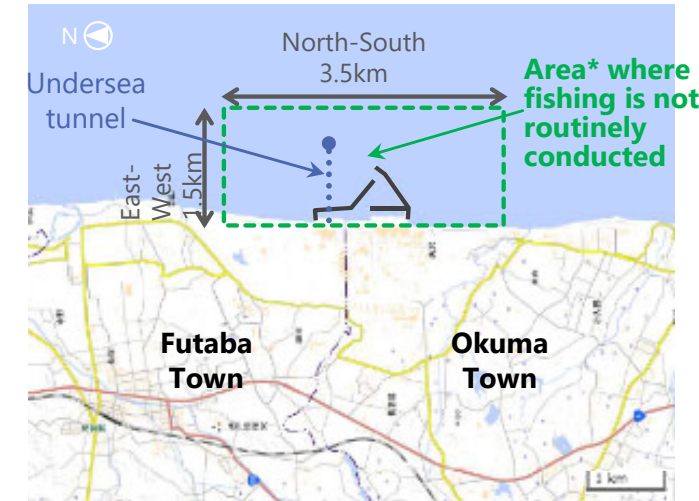 N
North-South
3.5km
Undersea
tunnel
Area* where
fishing is not
routinely
conducted
East-
West
1.5km
Futaba
Town
Okuma
Town
1 km